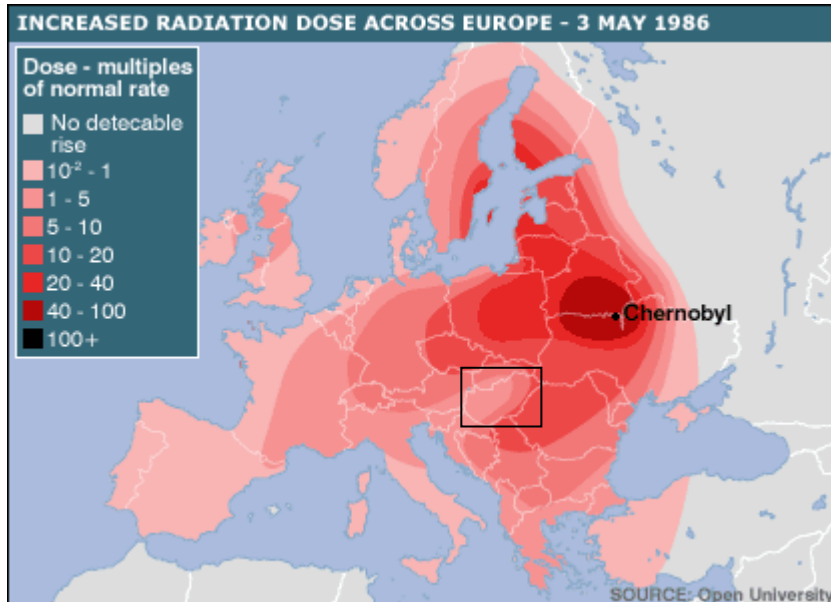 INCREASED RADIATION DOSE ACROSS EUROPE - 3 MAY 1986
Dose - multiples
of normal rate
No detecable
rise
10-² - 1
1 - 5
5 - 10
10 - 20
20 - 40
40 - 100
100+
Chernobyl
SOURCE: Open University